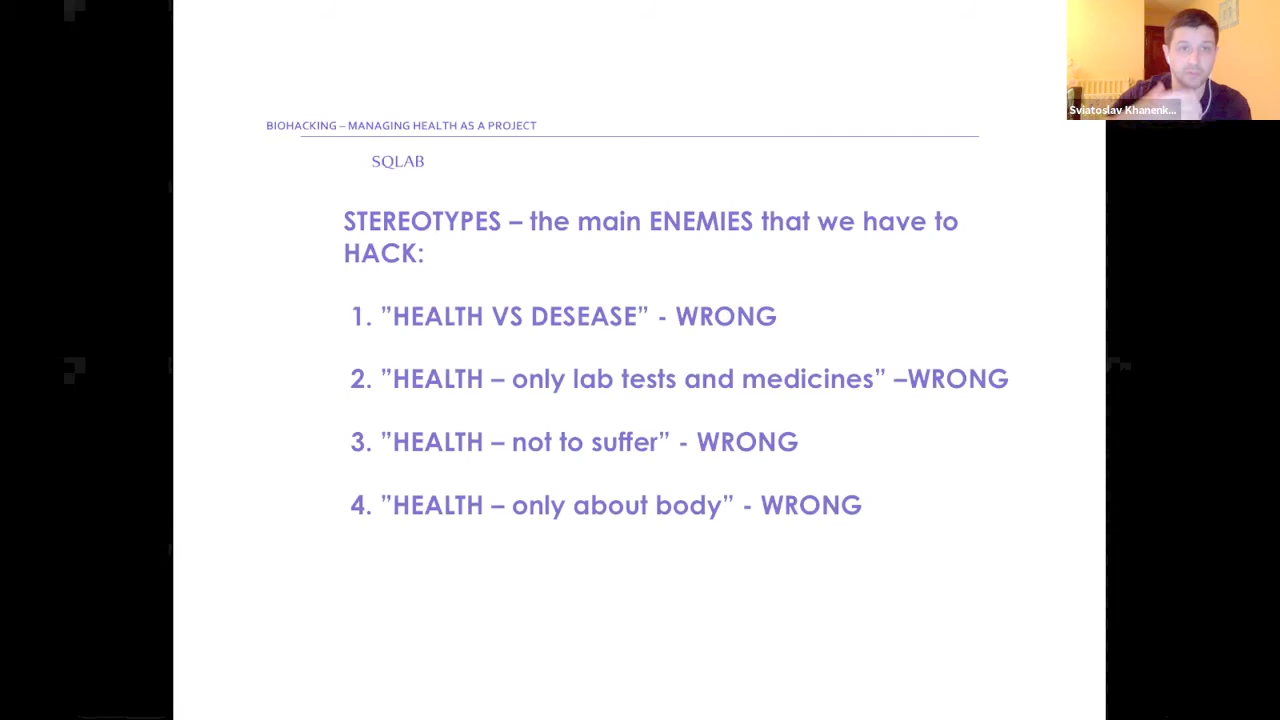 Sviatoslav Khanenk...
BIOHACKING – MANAGING HEALTH AS A PROJECT
SQLAB
STEREOTYPES – the main ENEMIES that we have to
HACK:
1. ”HEALTH VS DESEASE” - WRONG
2. ”HEALTH – only lab tests and medicines” –WRONG
3. ”HEALTH – not to suffer” - WRONG
4. ”HEALTH – only about body” - WRONG